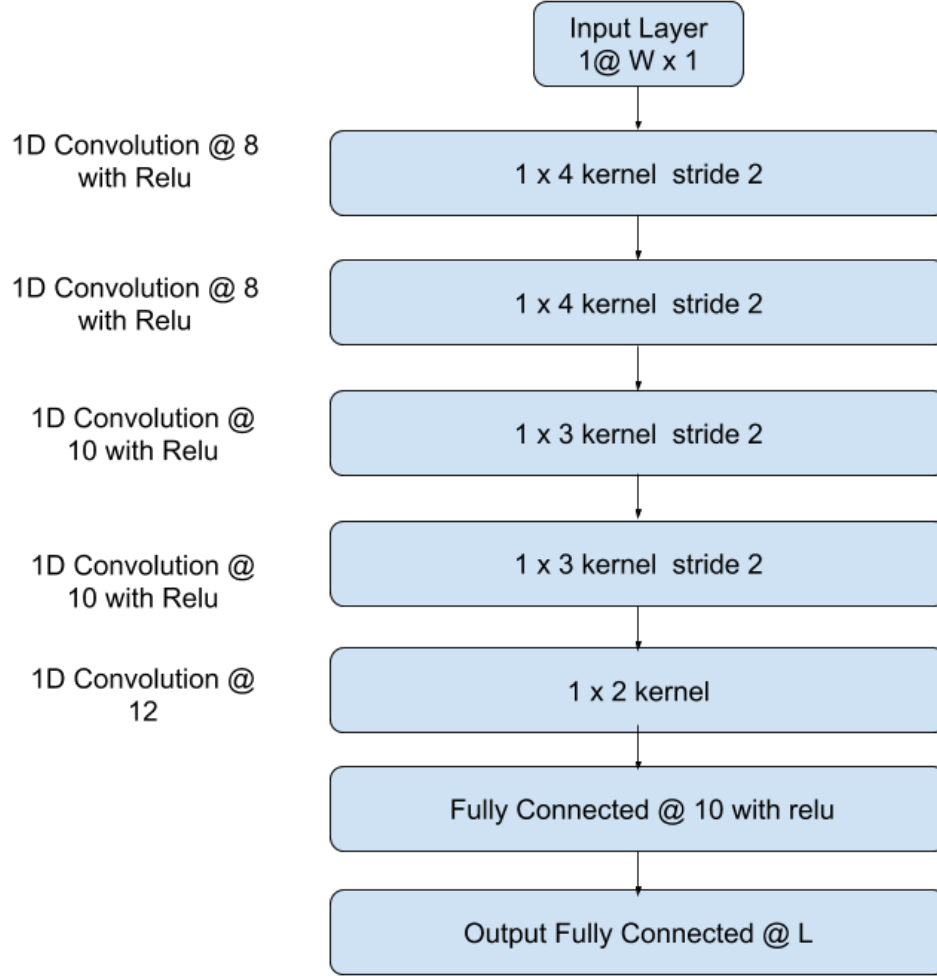 Input Layer
1@ W x 1
1D Convolution @ 8
with Relu
1 x 4 kernel  stride 2
1D Convolution @ 8
with Relu
1 x 4 kernel  stride 2
1D Convolution @
10 with Relu
1 x 3 kernel  stride 2
1D Convolution @
10 with Relu
1 x 3 kernel  stride 2
1D Convolution @
12
1 x 2 kernel
Fully Connected @ 10 with relu
Output Fully Connected @ L